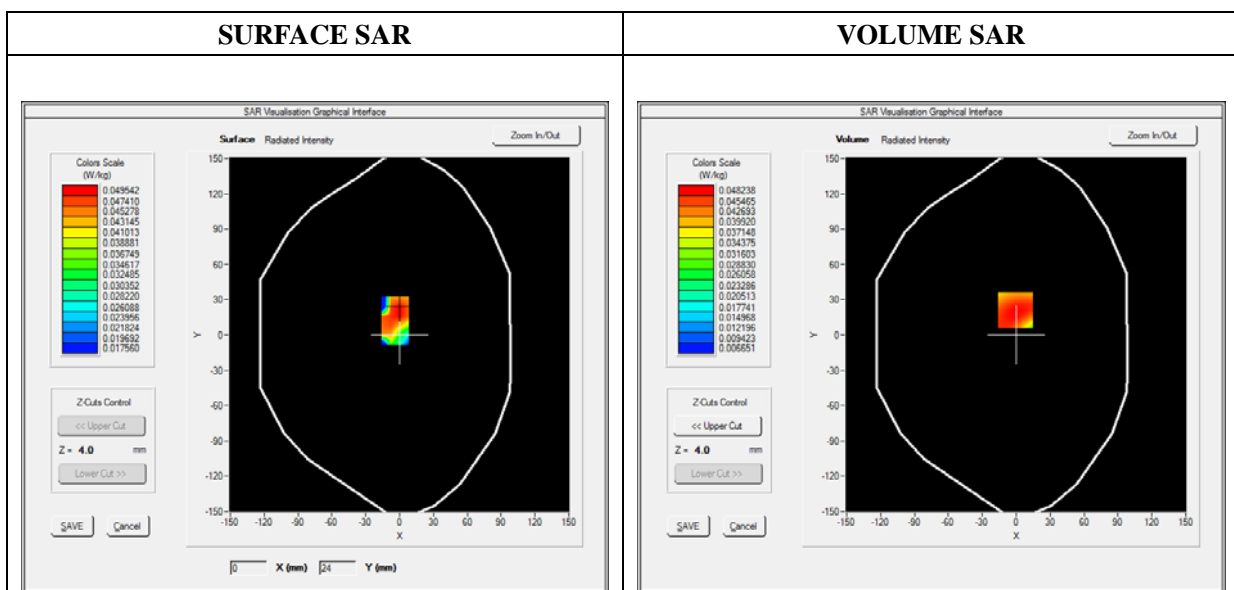 SURFACE SAR
SAR Visualisation Graphical Interface
Surface Radiated Intensity
Zoom In/Out
Colors Scale
(W/kg)
0.049542
0.047410
0.045278
0.043145
0.041013
0.038881
0.036749
0.034617
0.032485
0.030352
0.028220
0.026088
0.023956
0.021824
0.019692
0.017560
Z-Cuts Control
<< Upper Cut
Z = 4.0 mm
Lower Cut >>
SAVE Cancel
150
120
90
60
30
0
-30
-60
-90
-120
-150
Y
-150 -120 -90 -60 -30 0 30 60 90 120 150
X
0 X (mm) 24 Y (mm)
VOLUME SAR
SAR Visualisation Graphical Interface
Volume Radiated Intensity
Zoom In/Out
Colors Scale
(W/kg)
0.048238
0.045465
0.042693
0.039920
0.037148
0.034375
0.031603
0.028830
0.026058
0.023286
0.020513
0.017741
0.014968
0.012196
0.009423
0.006651
Z-Cuts Control
<< Upper Cut
Z = 4.0 mm
Lower Cut >>
SAVE Cancel
150
120
90
60
30
0
-30
-60
-90
-120
-150
Y
-150 -120 -90 -60 -30 0 30 60 90 120 150
X